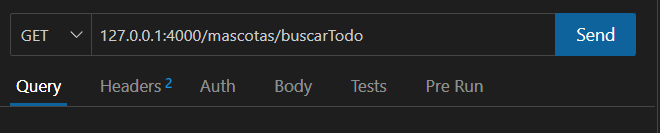 GET 127.0.0.1:4000/mascotas/buscarTodo Send
Query Headers 2 Auth Body Tests Pre Run